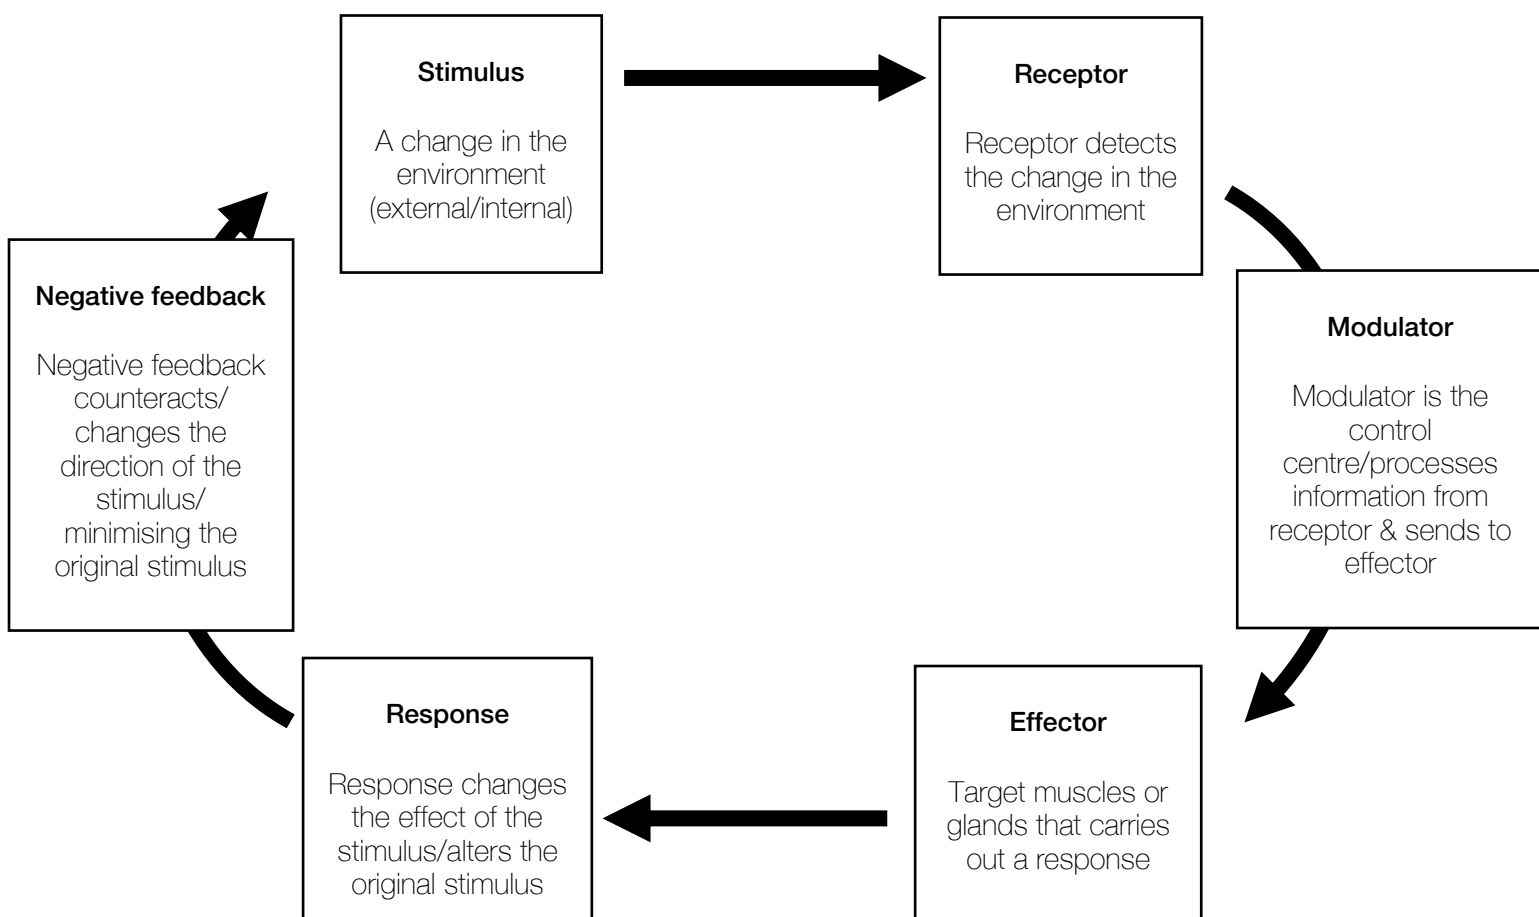 Stimulus
A change in the
environment
(external/internal)
Receptor
Receptor detects
the change in the
environment
Modulator
Modulator is the
control
centre/processes
information from
receptor & sends to
effector
Effector
Target muscles or
glands that carries
out a response
Response
Response changes
the effect of the
stimulus/alters the
original stimulus
Negative feedback
Negative feedback
counteracts/
changes the
direction of the
stimulus/
minimising the
original stimulus